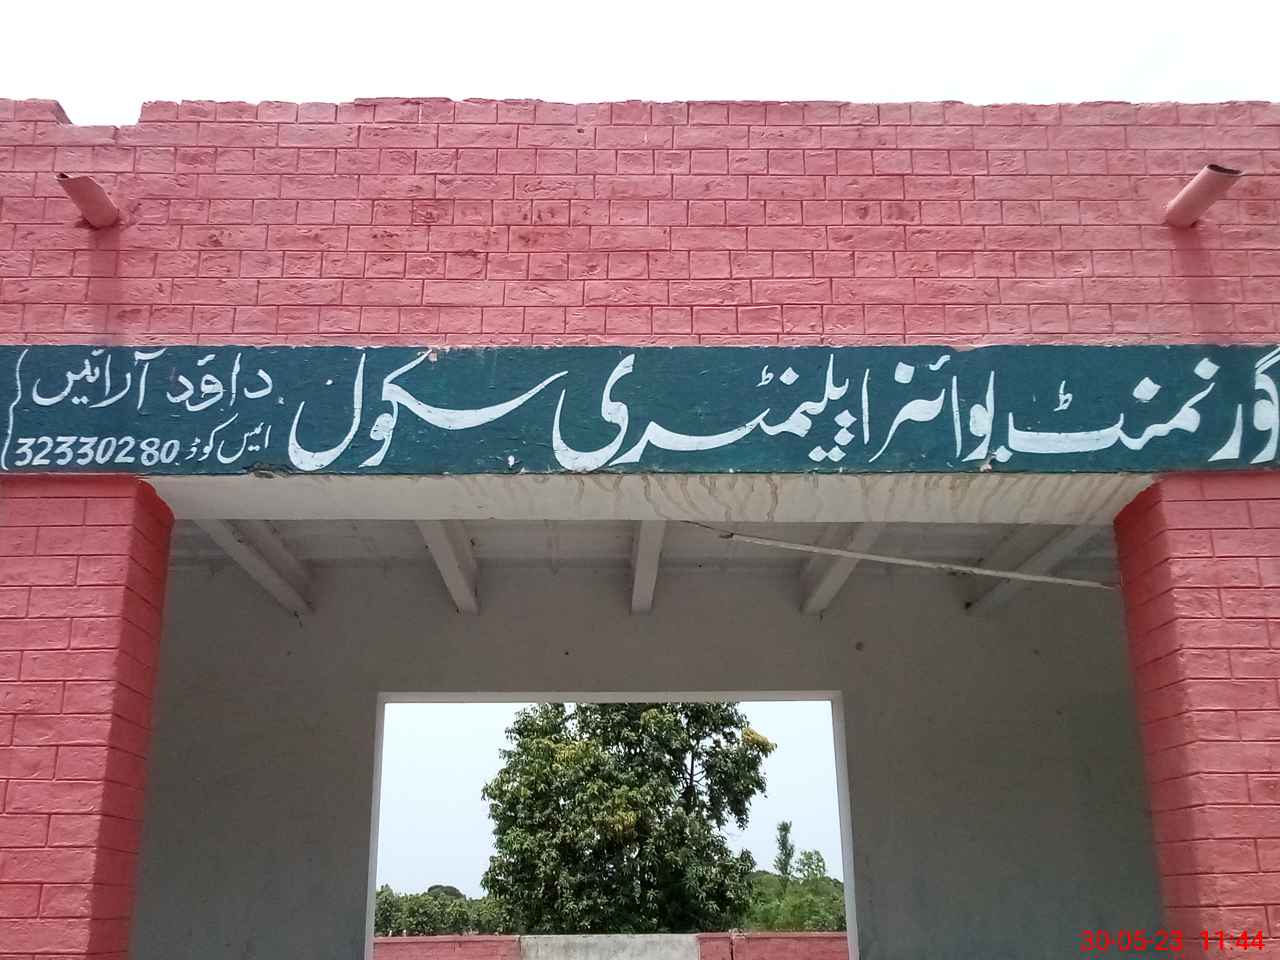 گورنمنٹ بوائز ایلیمنٹری سکول
داؤد آرائیں
ایس کوڈ 32330280
30-05-23 11:44